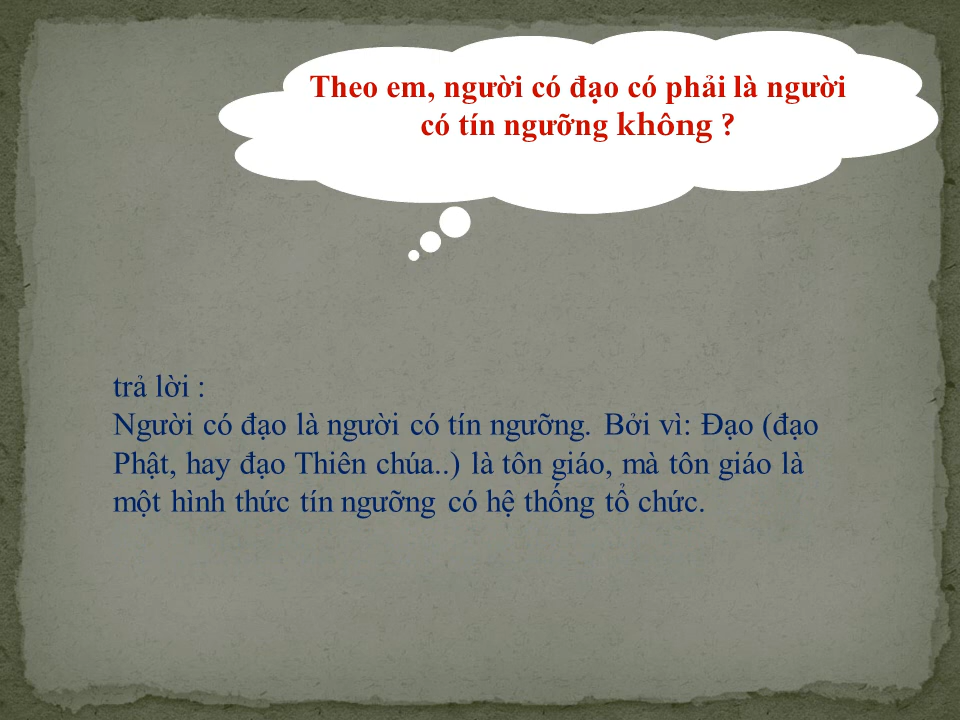 Theo em, người có đạo có phải là người
có tín ngưỡng không ?
trả lời :
Người có đạo là người có tín ngưỡng. Bởi vì: Đạo (đạo
Phật, hay đạo Thiên chúa..) là tôn giáo, mà tôn giáo là
một hình thức tín ngưỡng có hệ thống tổ chức.